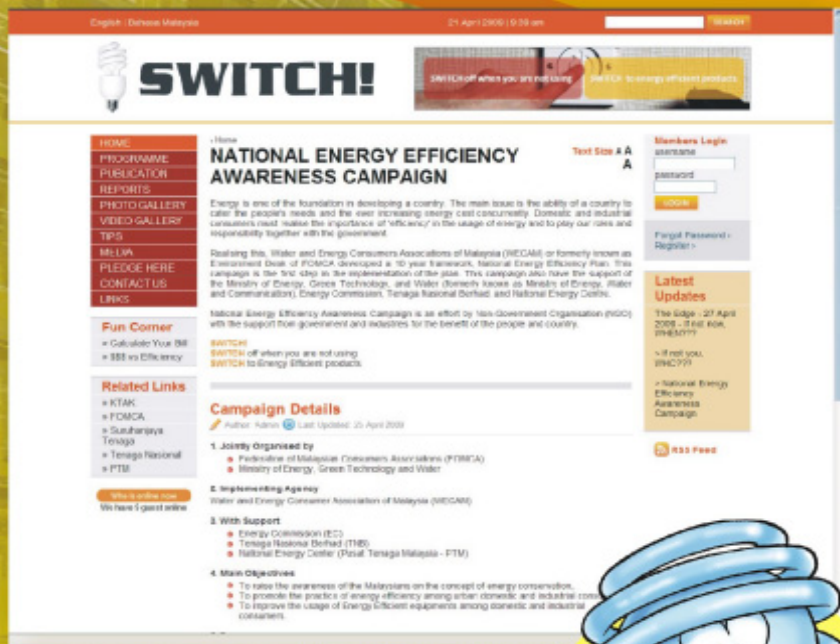 English | Bahasa Malaysia
21 April 2009 | 9:39 am
SEARCH
SWITCH!
SWITCH off when you are not using
SWITCH to energy efficient products
HOME
PROGRAMME
PUBLICATION
REPORTS
PHOTO GALLERY
VIDEO GALLERY
TIPS
MEDIA
PLEDGE HERE
CONTACT US
LINKS
Fun Corner
» Calculate Your Bill
» $$$ vs Efficiency
Related Links
» KTAK
» FOMCA
» Suruhanjaya
Tenaga
» Tenaga Nasional
» PTM
Who is online now
We have 5 guest online
» Home
NATIONAL ENERGY EFFICIENCY
AWARENESS CAMPAIGN
Text Size A A
A
Energy is one of the foundation in developing a country. The main issue is the ability of a country to
cater the people's needs and the ever increasing energy cost concurrently. Domestic and industrial
consumers must realise the importance of 'efficiency' in the usage of energy and to play our roles and
responsibility together with the government.
Realising this, Water and Energy Consumers Associations of Malaysia (WECAM) or formerly known as
Environment Desk of FOMCA developed a 10 year framework, National Energy Efficiency Plan. This
campaign is the first step in the implementation of the plan. This campaign also have the support of
the Ministry of Energy, Green Technology, and Water (formerly known as Ministry of Energy, Water
and Communication), Energy Commission, Tenaga Nasional Berhad, and National Energy Centre.
National Energy Efficiency Awareness Campaign is an effort by Non-Government Organisation (NGO)
with the support from government and industries for the benefit of the people and country.
SWITCH!
SWITCH off when you are not using
SWITCH to Energy Efficient products
Campaign Details
Author: Admin Last Updated: 25 April 2009
1. Jointly Organised by
Federation of Malaysian Consumers Associations (FOMCA)
Ministry of Energy, Green Technology and Water
2. Implementing Agency
Water and Energy Consumer Association of Malaysia (WECAM)
3. With Support
Energy Commission (EC)
Tenaga Nasional Berhad (TNB)
National Energy Center (Pusat Tenaga Malaysia - PTM)
4. Main Objectives
To raise the awareness of the Malaysians on the concept of energy conservation.
To promote the practice of energy efficiency among urban domestic and industrial
To improve the usage of Energy Efficient equipments among domestic and industrial
consumers.
Members Login
username
password
LOGIN
Forgot Password ›
Register ›
Latest
Updates
The Edge - 27 April
2009 - If not now,
WHEN???
» If not you,
WHO???
» National Energy
Efficiency
Awareness
Campaign
RSS Feed